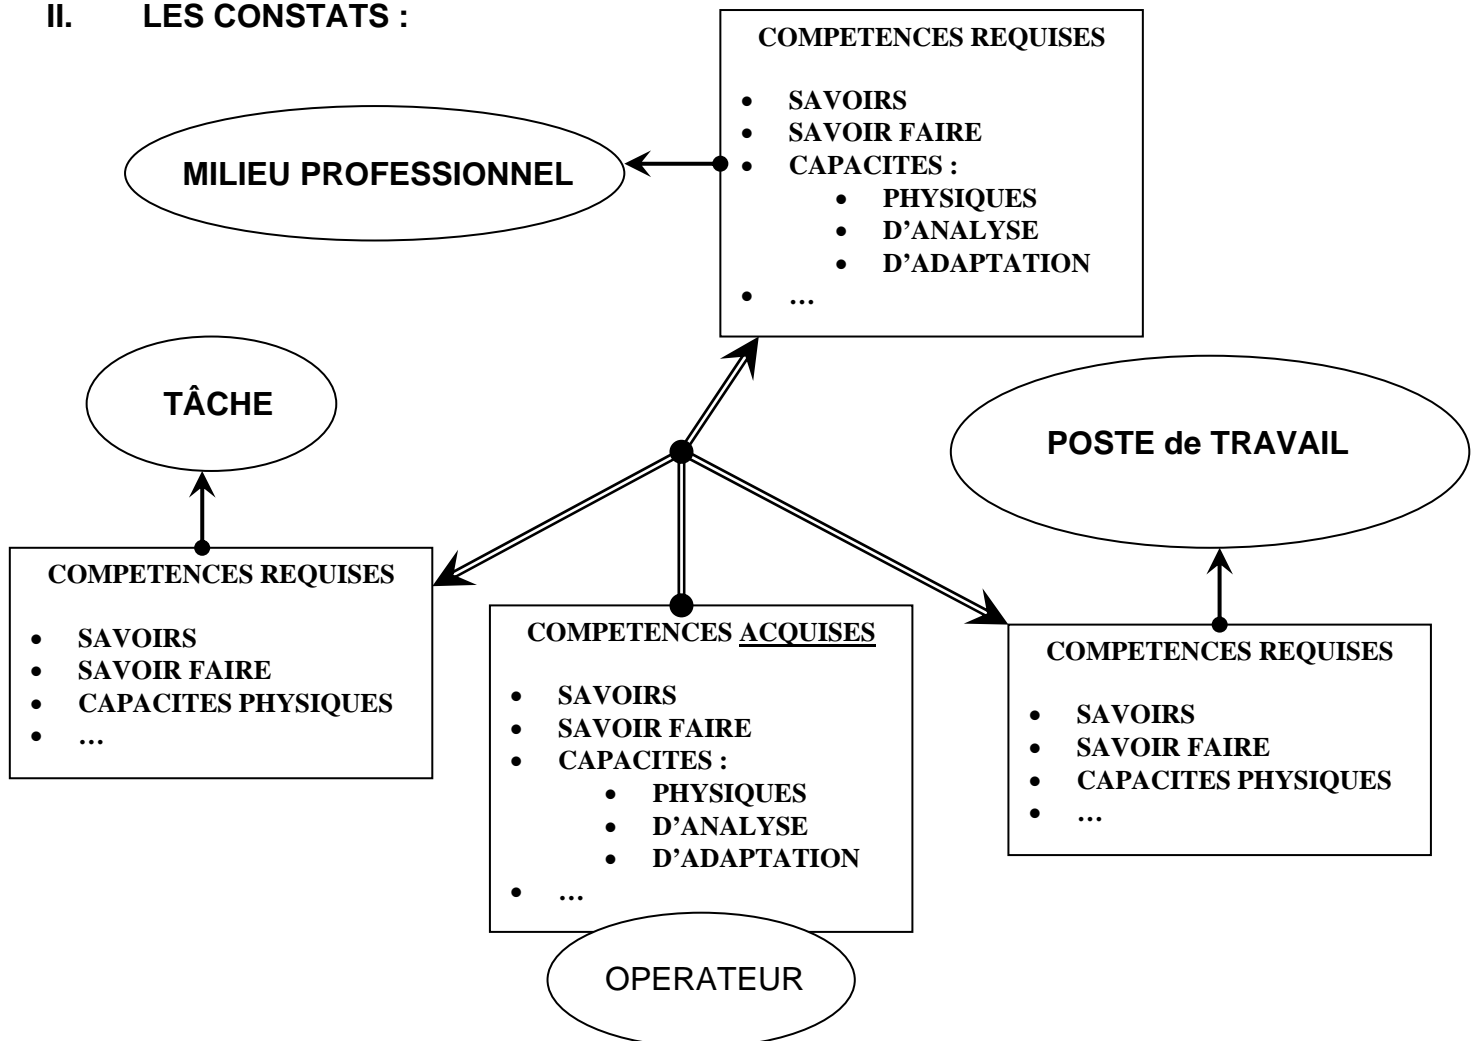 II. LES CONSTATS :
COMPETENCES REQUISES
• SAVOIRS
• SAVOIR FAIRE
• CAPACITES :
• PHYSIQUES
• D’ANALYSE
• D’ADAPTATION
• …
MILIEU PROFESSIONNEL
TÂCHE
POSTE de TRAVAIL
COMPETENCES REQUISES
• SAVOIRS
• SAVOIR FAIRE
• CAPACITES PHYSIQUES
• …
COMPETENCES ACQUISES
• SAVOIRS
• SAVOIR FAIRE
• CAPACITES :
• PHYSIQUES
• D’ANALYSE
• D’ADAPTATION
• …
OPERATEUR
COMPETENCES REQUISES
• SAVOIRS
• SAVOIR FAIRE
• CAPACITES PHYSIQUES
• …